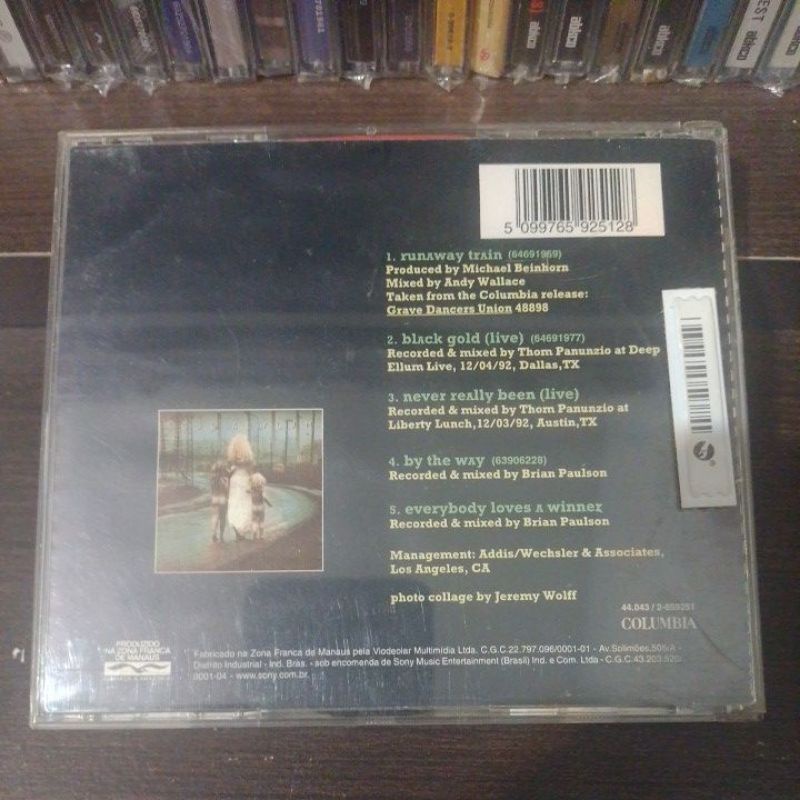 BEST
5 099765 925128
1. runaway train (64691969)
Produced by Michael Beinhorn
Mixed by Andy Wallace
Taken from the Columbia release:
Grave Dancers Union 48898
2. black gold (live) (64691977)
Recorded & mixed by Thom Panunzio at Deep
Ellum Live, 12/04/92, Dallas,TX
3. never really been (live)
Recorded & mixed by Thom Panunzio at
Liberty Lunch,12/03/92, Austin,TX
4. by the way (63906228)
Recorded & mixed by Brian Paulson
5. everybody loves a winner
Recorded & mixed by Brian Paulson
Management: Addis/Wechsler & Associates,
Los Angeles, CA
photo collage by Jeremy Wolff
44.043 / 2-659251
COLUMBIA
PRODUZIDO
NA ZONA FRANCA
DE MANAUS
Fabricado na Zona Franca de Manaus pela Videolar Multimídia Ltda. C.G.C.22.797.096/0001-01 - Av.Solimões,505/A -
Distrito Industrial - Ind. Bras. - sob encomenda de Sony Music Entertainment (Brasil) Ind. e Com. Ltda - C.G.C.43.203.520/
0001-04 - www.sony.com.br